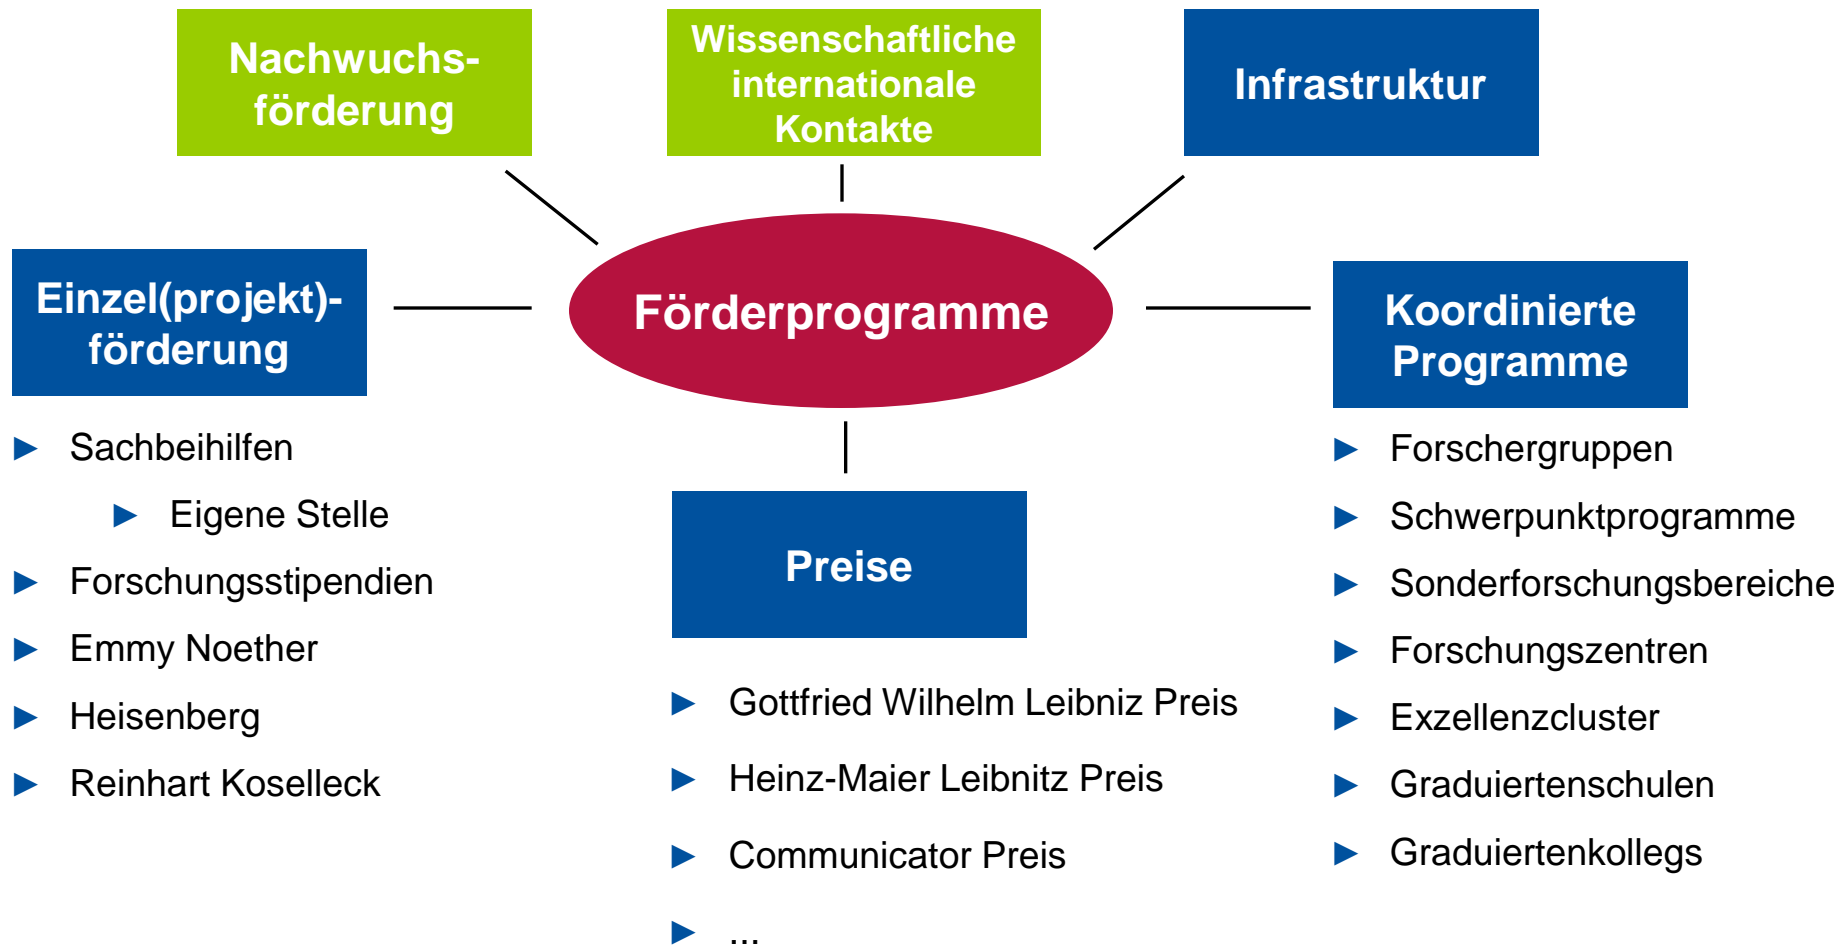 Nachwuchs-
förderung
Wissenschaftliche
internationale
Kontakte
Infrastruktur
Einzel(projekt)-
förderung
Förderprogramme
Koordinierte
Programme
► Sachbeihilfen
► Eigene Stelle
► Forschungsstipendien
► Emmy Noether
► Heisenberg
► Reinhart Koselleck
Preise
► Gottfried Wilhelm Leibniz Preis
► Heinz-Maier Leibnitz Preis
► Communicator Preis
► ...
► Forschergruppen
► Schwerpunktprogramme
► Sonderforschungsbereiche
► Forschungszentren
► Exzellenzcluster
► Graduiertenschulen
► Graduiertenkollegs